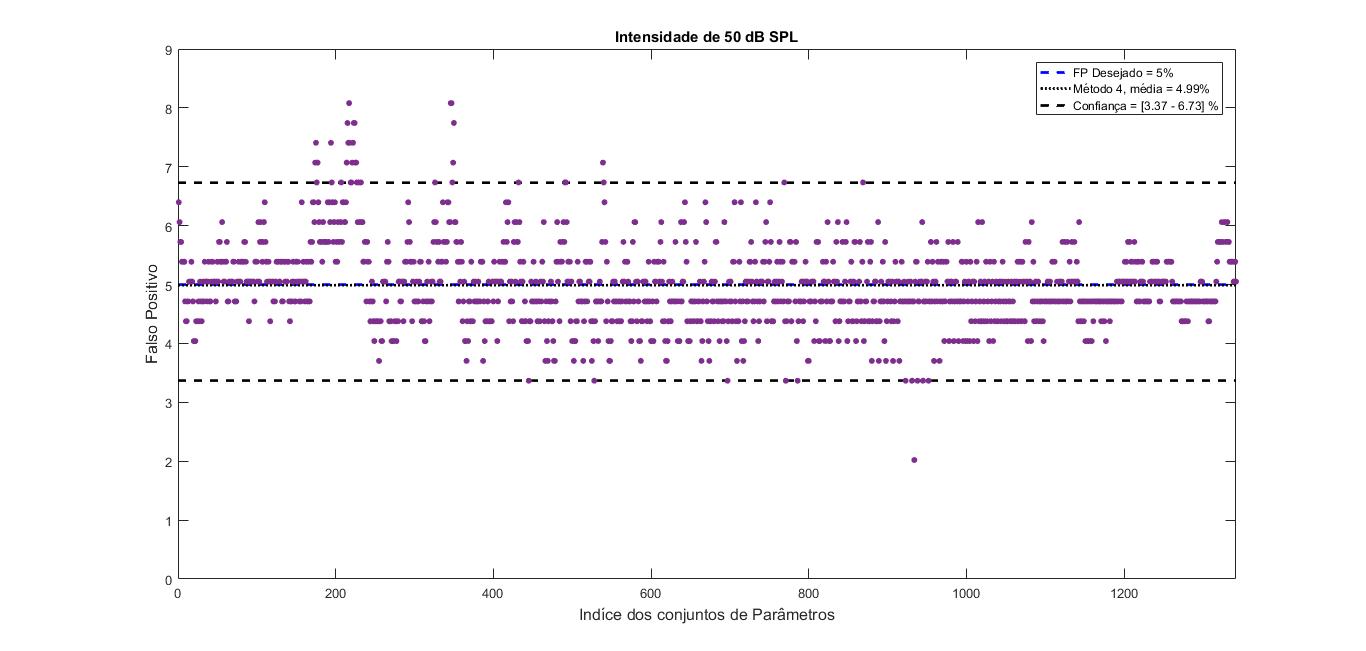 Intensidade de 50 dB SPL
FP Desejado = 5%
Método 4, média = 4.99%
Confiança = [3.37 - 6.73] %
Falso Positivo
9
8
7
6
5
4
3
2
1
0
0 200 400 600 800 1000 1200
Indíce dos conjuntos de Parâmetros